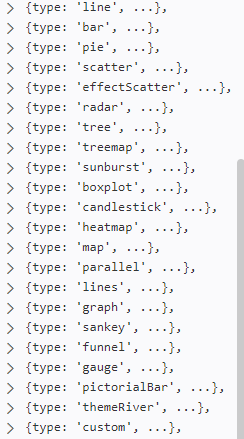 {type: 'line', ...},
{type: 'bar', ...},
{type: 'pie', ...},
{type: 'scatter', ...},
{type: 'effectScatter', ...},
{type: 'radar', ...},
{type: 'tree', ...},
{type: 'treemap', ...},
{type: 'sunburst', ...},
{type: 'boxplot', ...},
{type: 'candlestick', ...},
{type: 'heatmap', ...},
{type: 'map', ...},
{type: 'parallel', ...},
{type: 'lines', ...},
{type: 'graph', ...},
{type: 'sankey', ...},
{type: 'funnel', ...},
{type: 'gauge', ...},
{type: 'pictorialBar', ...},
{type: 'themeRiver', ...},
{type: 'custom', ...},